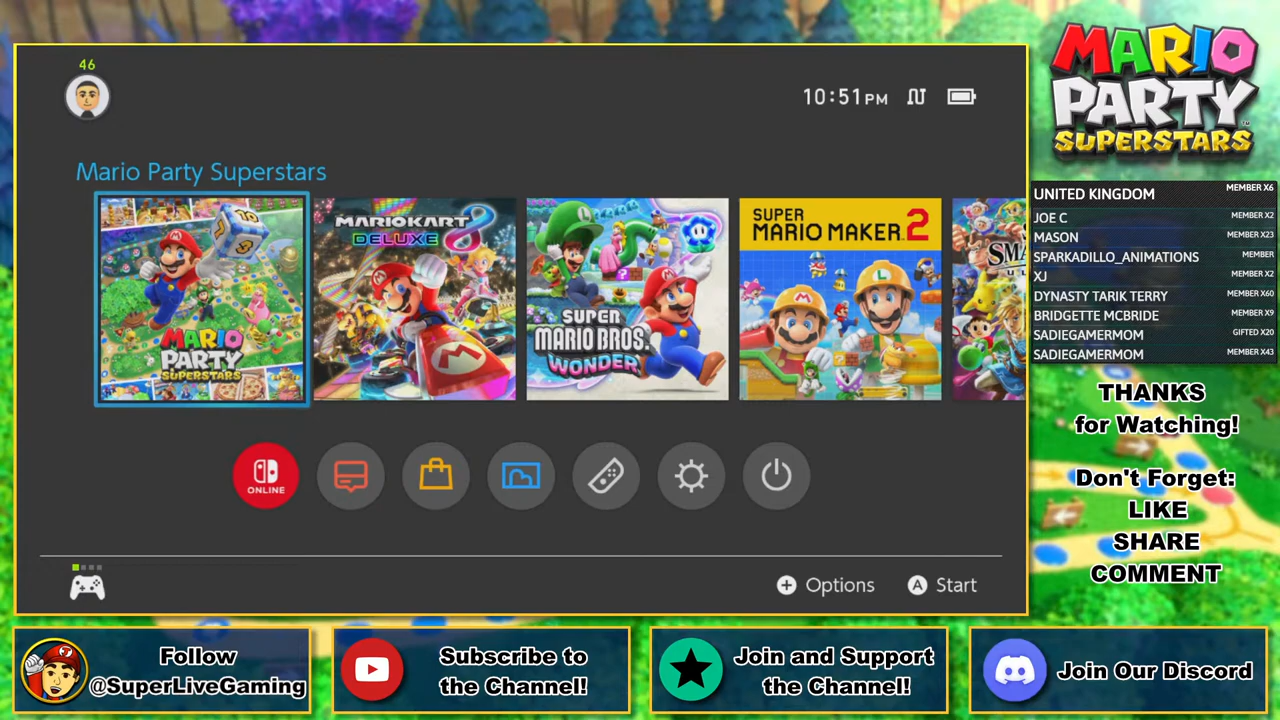 46
10:51PM
Mario Party Superstars
10
7
3
MARIO
PARTY
SUPERSTARS
MARIOKART 8
DELUXE
SUPER
MARIO BROS.
WONDER
SUPER
MARIO MAKER 2
ONLINE
+ Options
A Start
MARIO
PARTY
SUPERSTARS
UNITED KINGDOM MEMBER X6
JOE C MEMBER X2
MASON MEMBER X23
SPARKADILLO_ANIMATIONS MEMBER
XJ MEMBER X2
DYNASTY TARIK TERRY MEMBER X60
BRIDGETTE MCBRIDE MEMBER X9
SADIEGAMERMOM GIFTED X20
SADIEGAMERMOM MEMBER X43
THANKS
for Watching!
Don't Forget:
LIKE
SHARE
COMMENT
Follow
@SuperLiveGaming
Subscribe to
the Channel!
Join and Support
the Channel!
Join Our Discord